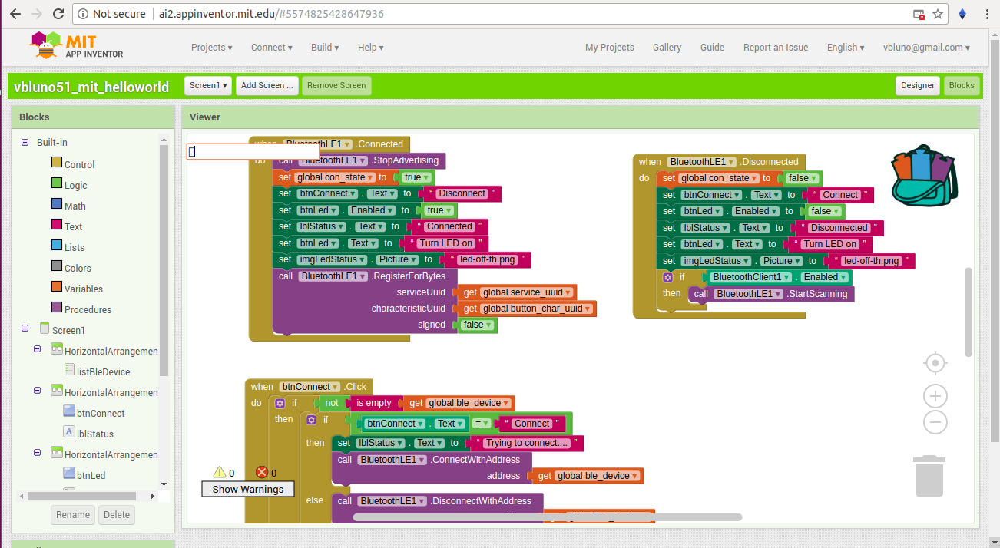 Not secure | ai2.appinventor.mit.edu/#5574825428647936
MIT
APP INVENTOR
Projects ▾ Connect ▾ Build ▾ Help ▾ My Projects Gallery Guide Report an Issue English ▾ vbluno@gmail.com ▾
vbluno51_mit_helloworld Screen1 ▾ Add Screen ... Remove Screen Designer Blocks
Blocks
Built-in
Control
Logic
Math
Text
Lists
Colors
Variables
Procedures
Screen1
HorizontalArrangemen
listBleDevice
HorizontalArrangemen
btnConnect
lblStatus
HorizontalArrangemen
btnLed
Rename Delete
Viewer
when BluetoothLE1 ▾ .Connected
do call BluetoothLE1 ▾ .StopAdvertising
set global con_state ▾ to true ▾
set btnConnect ▾ . Text ▾ to “ Disconnect ”
set btnLed ▾ . Enabled ▾ to true ▾
set lblStatus ▾ . Text ▾ to “ Connected ”
set btnLed ▾ . Text ▾ to “ Turn LED on ”
set imgLedStatus ▾ . Picture ▾ to “ led-off-th.png ”
call BluetoothLE1 ▾ .RegisterForBytes
serviceUuid get global service_uuid ▾
characteristicUuid get global button_char_uuid ▾
signed false ▾
when BluetoothLE1 ▾ .Disconnected
do set global con_state ▾ to false ▾
set btnConnect ▾ . Text ▾ to “ Connect ”
set btnLed ▾ . Enabled ▾ to false ▾
set lblStatus ▾ . Text ▾ to “ Disconnected ”
set btnLed ▾ . Text ▾ to “ Turn LED on ”
set imgLedStatus ▾ . Picture ▾ to “ led-off-th.png ”
if BluetoothClient1 ▾ . Enabled ▾
then call BluetoothLE1 ▾ .StartScanning
when btnConnect ▾ .Click
do if not is empty get global ble_device ▾
then if btnConnect ▾ . Text ▾ = ▾ “ Connect ”
then set lblStatus ▾ . Text ▾ to “ Trying to connect.... ”
call BluetoothLE1 ▾ .ConnectWithAddress
address get global ble_device ▾
else call BluetoothLE1 ▾ .DisconnectWithAddress
0 0
Show Warnings